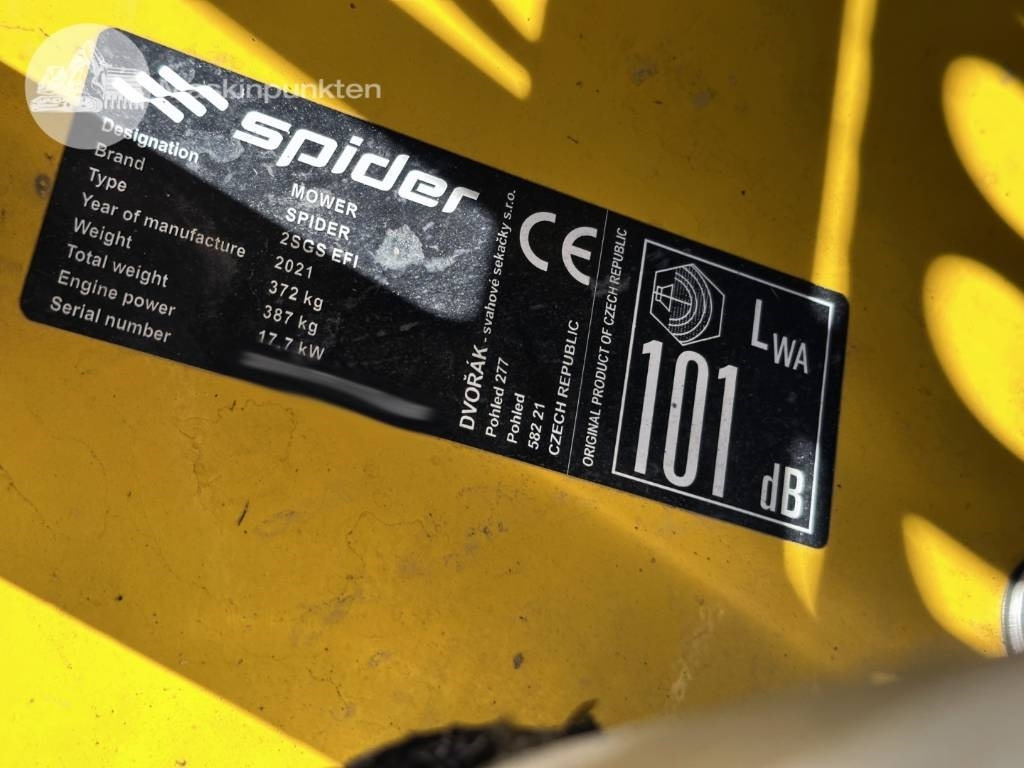 skinpunkten
spider
Designation MOWER
Brand SPIDER
Type 2SGS EFI
Year of manufacture 2021
Weight 372 kg
Total weight 387 kg
Engine power 17.7 kW
Serial number
DVOŘÁK - svahové sekačky s.r.o.
Pohled 277
Pohled
582 21
CZECH REPUBLIC
CE
ORIGINAL PRODUCT OF CZECH REPUBLIC
LWA
101
dB